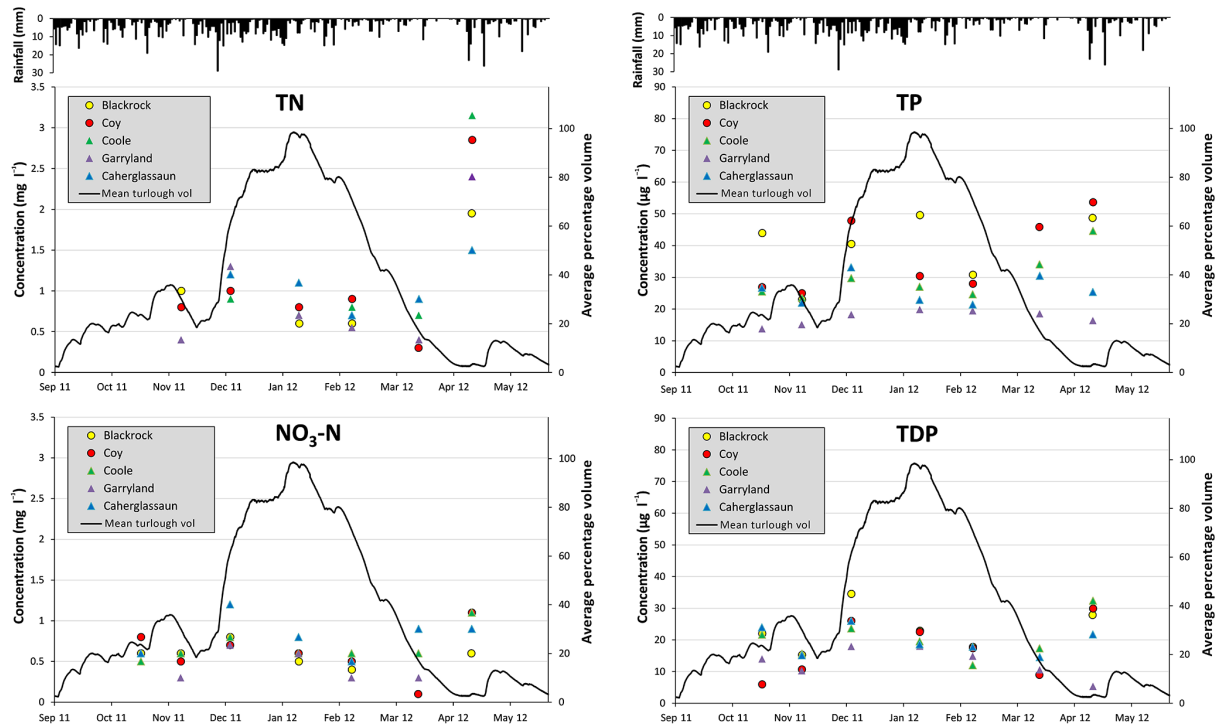 Rainfall (mm)
0
10
20
30
TN
Blackrock
Coy
Coole
Garryland
Caherglassaun
Mean turlough vol
Concentration (mg l⁻¹)
3.5
3
2.5
2
1.5
1
0.5
0
Average percentage volume
100
80
60
40
20
0
Sep 11 Oct 11 Nov 11 Dec 11 Jan 12 Feb 12 Mar 12 Apr 12 May 12
Rainfall (mm)
0
10
20
30
TP
Blackrock
Coy
Coole
Garryland
Caherglassaun
Mean turlough vol
Concentration (µg l⁻¹)
90
80
70
60
50
40
30
20
10
0
Average percentage volume
100
80
60
40
20
0
Sep 11 Oct 11 Nov 11 Dec 11 Jan 12 Feb 12 Mar 12 Apr 12 May 12
NO₃-N
Blackrock
Coy
Coole
Garryland
Caherglassaun
Mean turlough vol
Concentration (mg l⁻¹)
3.5
3
2.5
2
1.5
1
0.5
0
Average percentage volume
100
80
60
40
20
0
Sep 11 Oct 11 Nov 11 Dec 11 Jan 12 Feb 12 Mar 12 Apr 12 May 12
TDP
Blackrock
Coy
Coole
Garryland
Caherglassaun
Mean turlough vol
Concentration (µg l⁻¹)
90
80
70
60
50
40
30
20
10
0
Average percentage volume
100
80
60
40
20
0
Sep 11 Oct 11 Nov 11 Dec 11 Jan 12 Feb 12 Mar 12 Apr 12 May 12